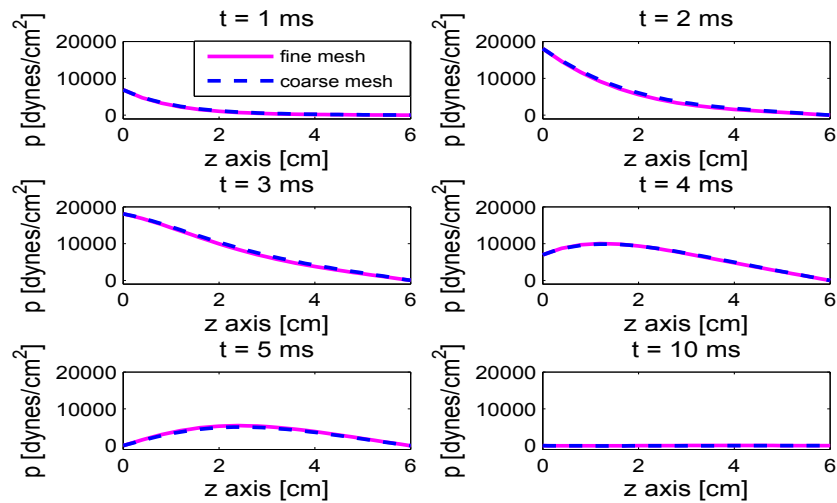 t = 1 ms
20000
10000
0
p [dynes/cm²]
fine mesh
coarse mesh
0 2 4 6
z axis [cm]
t = 2 ms
20000
10000
0
p [dynes/cm²]
0 2 4 6
z axis [cm]
t = 3 ms
20000
10000
0
p [dynes/cm²]
0 2 4 6
z axis [cm]
t = 4 ms
20000
10000
0
p [dynes/cm²]
0 2 4 6
z axis [cm]
t = 5 ms
20000
10000
0
p [dynes/cm²]
0 2 4 6
z axis [cm]
t = 10 ms
20000
10000
0
p [dynes/cm²]
0 2 4 6
z axis [cm]